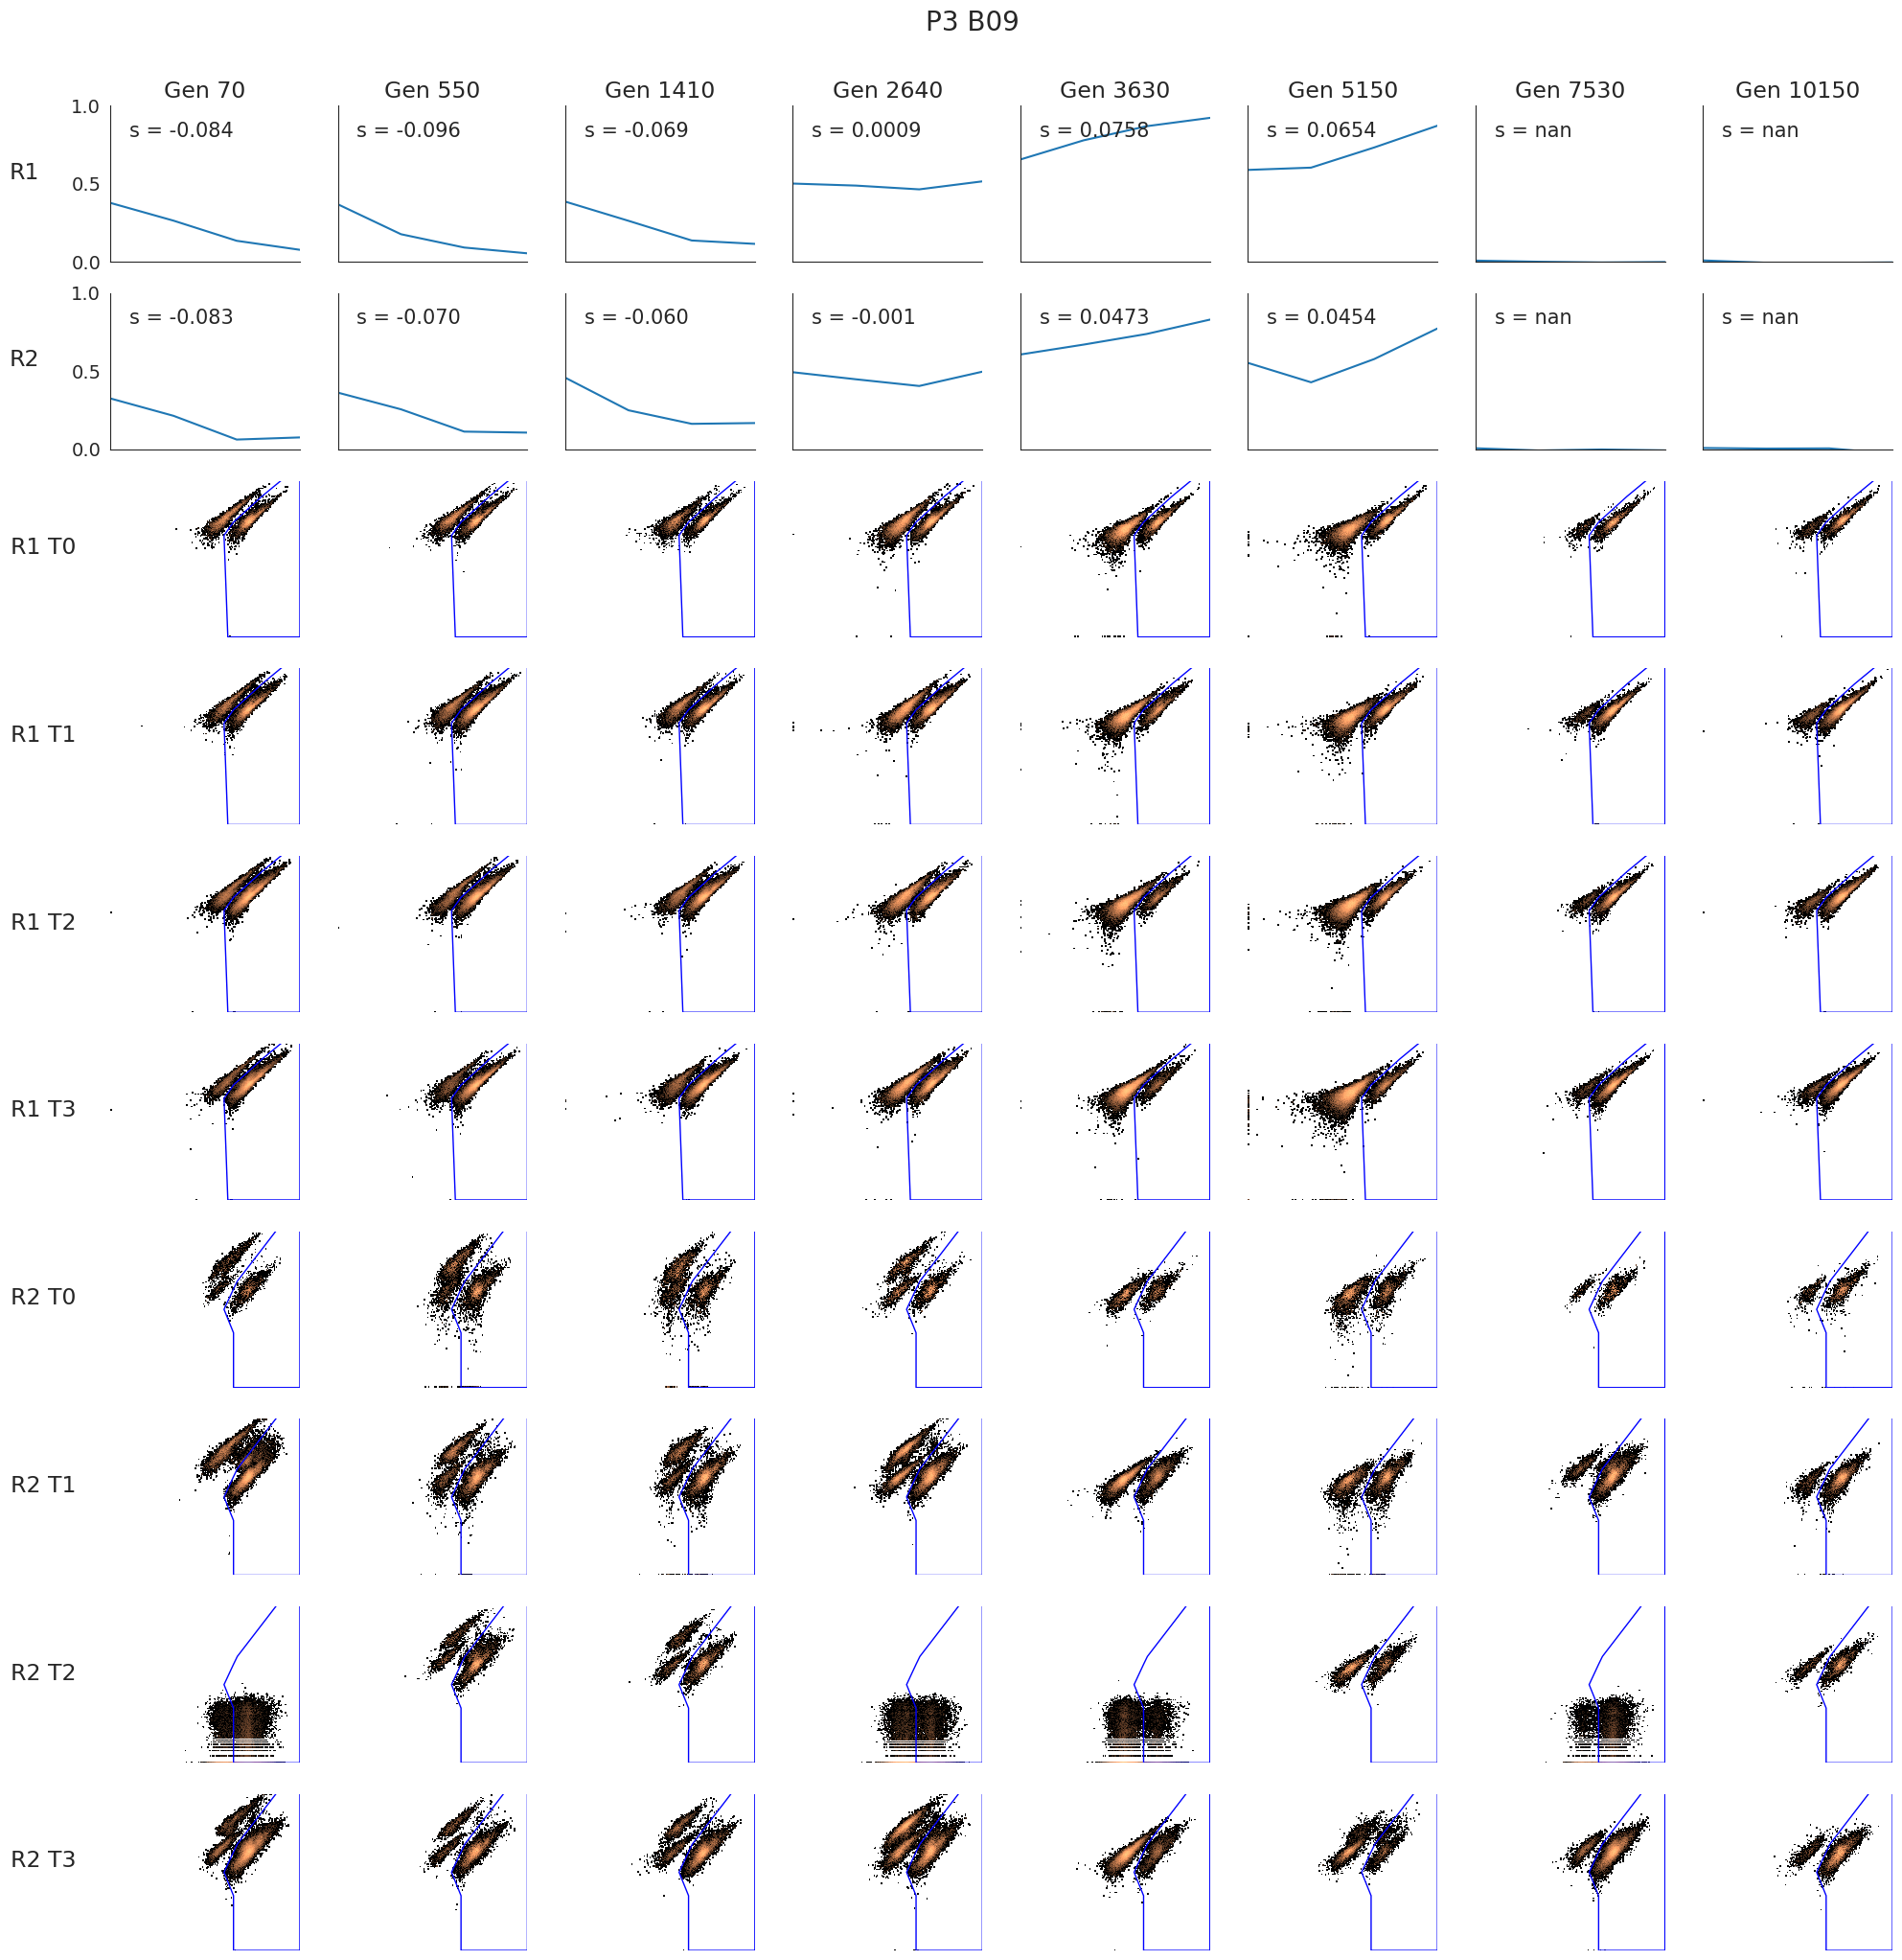 P3 B09
Gen 70 Gen 550 Gen 1410 Gen 2640 Gen 3630 Gen 5150 Gen 7530 Gen 10150
1.0
s = -0.084 s = -0.096 s = -0.069 s = 0.0009 s = 0.0758 s = 0.0654 s = nan s = nan
R1
0.5
0.0
1.0
s = -0.083 s = -0.070 s = -0.060 s = -0.001 s = 0.0473 s = 0.0454 s = nan s = nan
R2
0.5
0.0
R1 T0
R1 T1
R1 T2
R1 T3
R2 T0
R2 T1
R2 T2
R2 T3